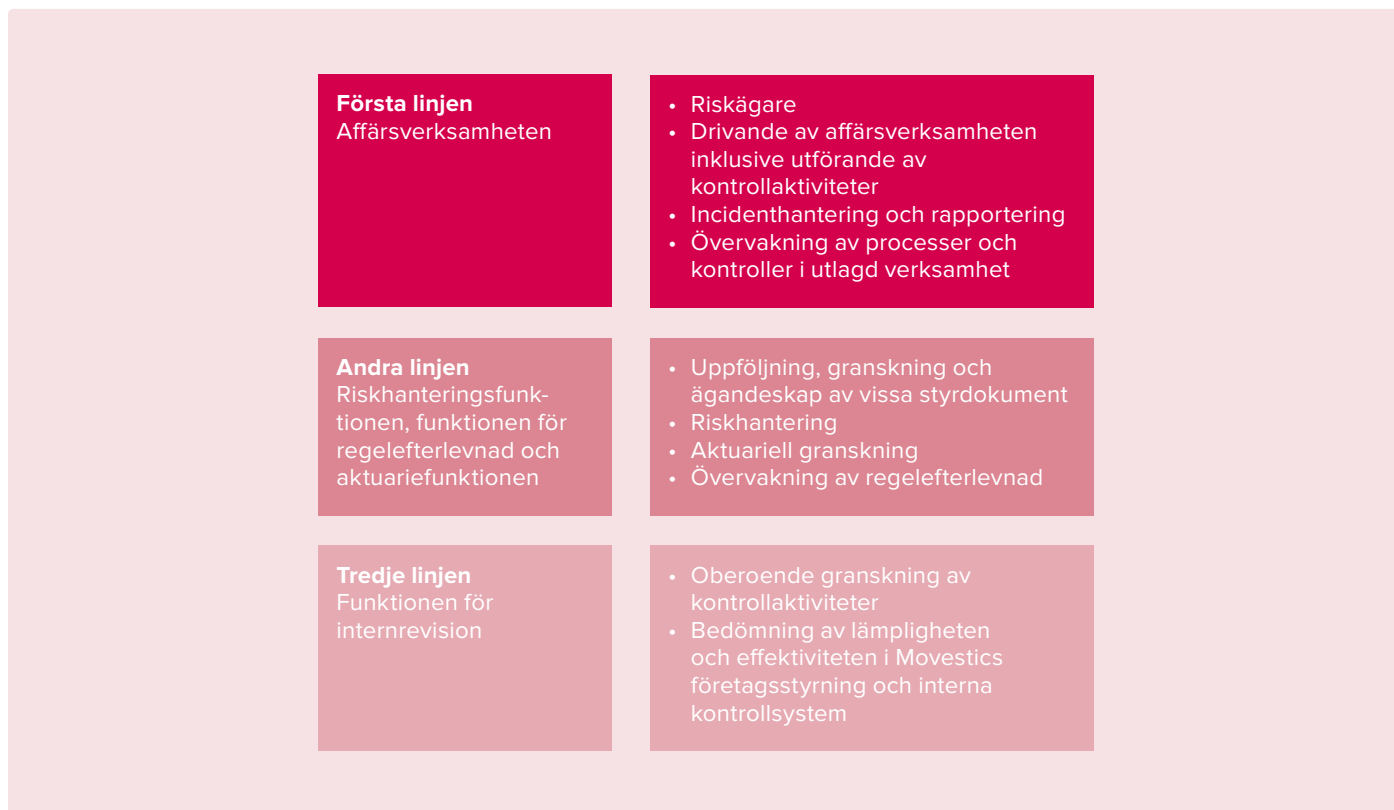 Första linjen
Affärsverksamheten
• Riskägare
• Drivande av affärsverksamheten
inklusive utförande av
kontrollaktiviteter
• Incidenthantering och rapportering
• Övervakning av processer och
kontroller i utlagd verksamhet
Andra linjen
Riskhanteringsfunk-
tionen, funktionen för
regelefterlevnad och
aktuariefunktionen
• Uppföljning, granskning och
ägandeskap av vissa styrdokument
• Riskhantering
• Aktuariell granskning
• Övervakning av regelefterlevnad
Tredje linjen
Funktionen för
internrevision
• Oberoende granskning av
kontrollaktiviteter
• Bedömning av lämpligheten
och effektiviteten i Movestics
företagsstyrning och interna
kontrollsystem